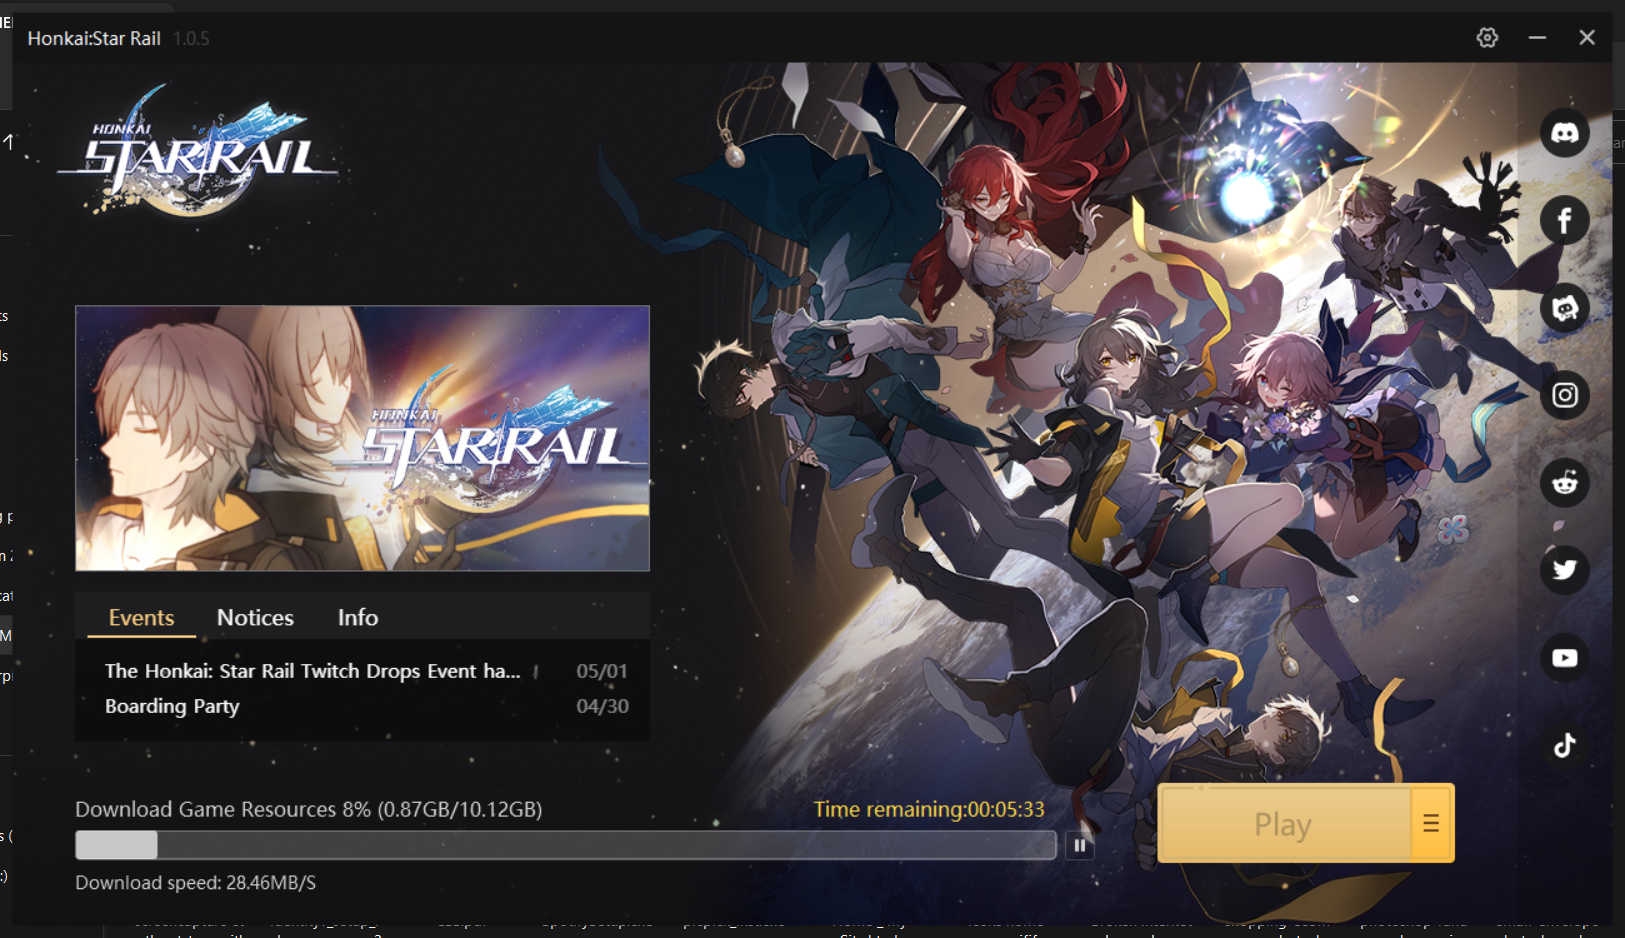 Honkai:Star Rail 1.0.5
HONKAI
STAR RAIL
HONKAI
STAR RAIL
Events Notices Info
The Honkai: Star Rail Twitch Drops Event ha... 05/01
Boarding Party 04/30
Download Game Resources 8% (0.87GB/10.12GB) Time remaining:00:05:33
Play
Download speed: 28.46MB/S